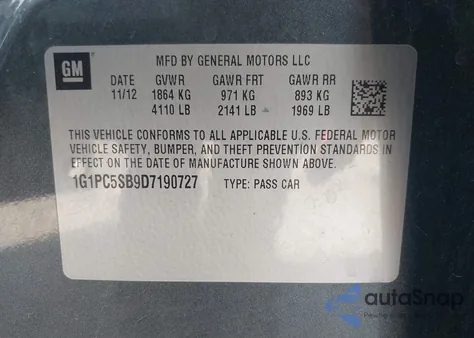 GM
MFD BY GENERAL MOTORS LLC
DATE GVWR GAWR FRT GAWR RR
11/12 1864 KG 971 KG 893 KG
4110 LB 2141 LB 1969 LB
THIS VEHICLE CONFORMS TO ALL APPLICABLE U.S. FEDERAL MOTOR
VEHICLE SAFETY, BUMPER, AND THEFT PREVENTION STANDARDS IN
EFFECT ON THE DATE OF MANUFACTURE SHOWN ABOVE.
1G1PC5SB9D7190727 TYPE: PASS CAR
autoSnap